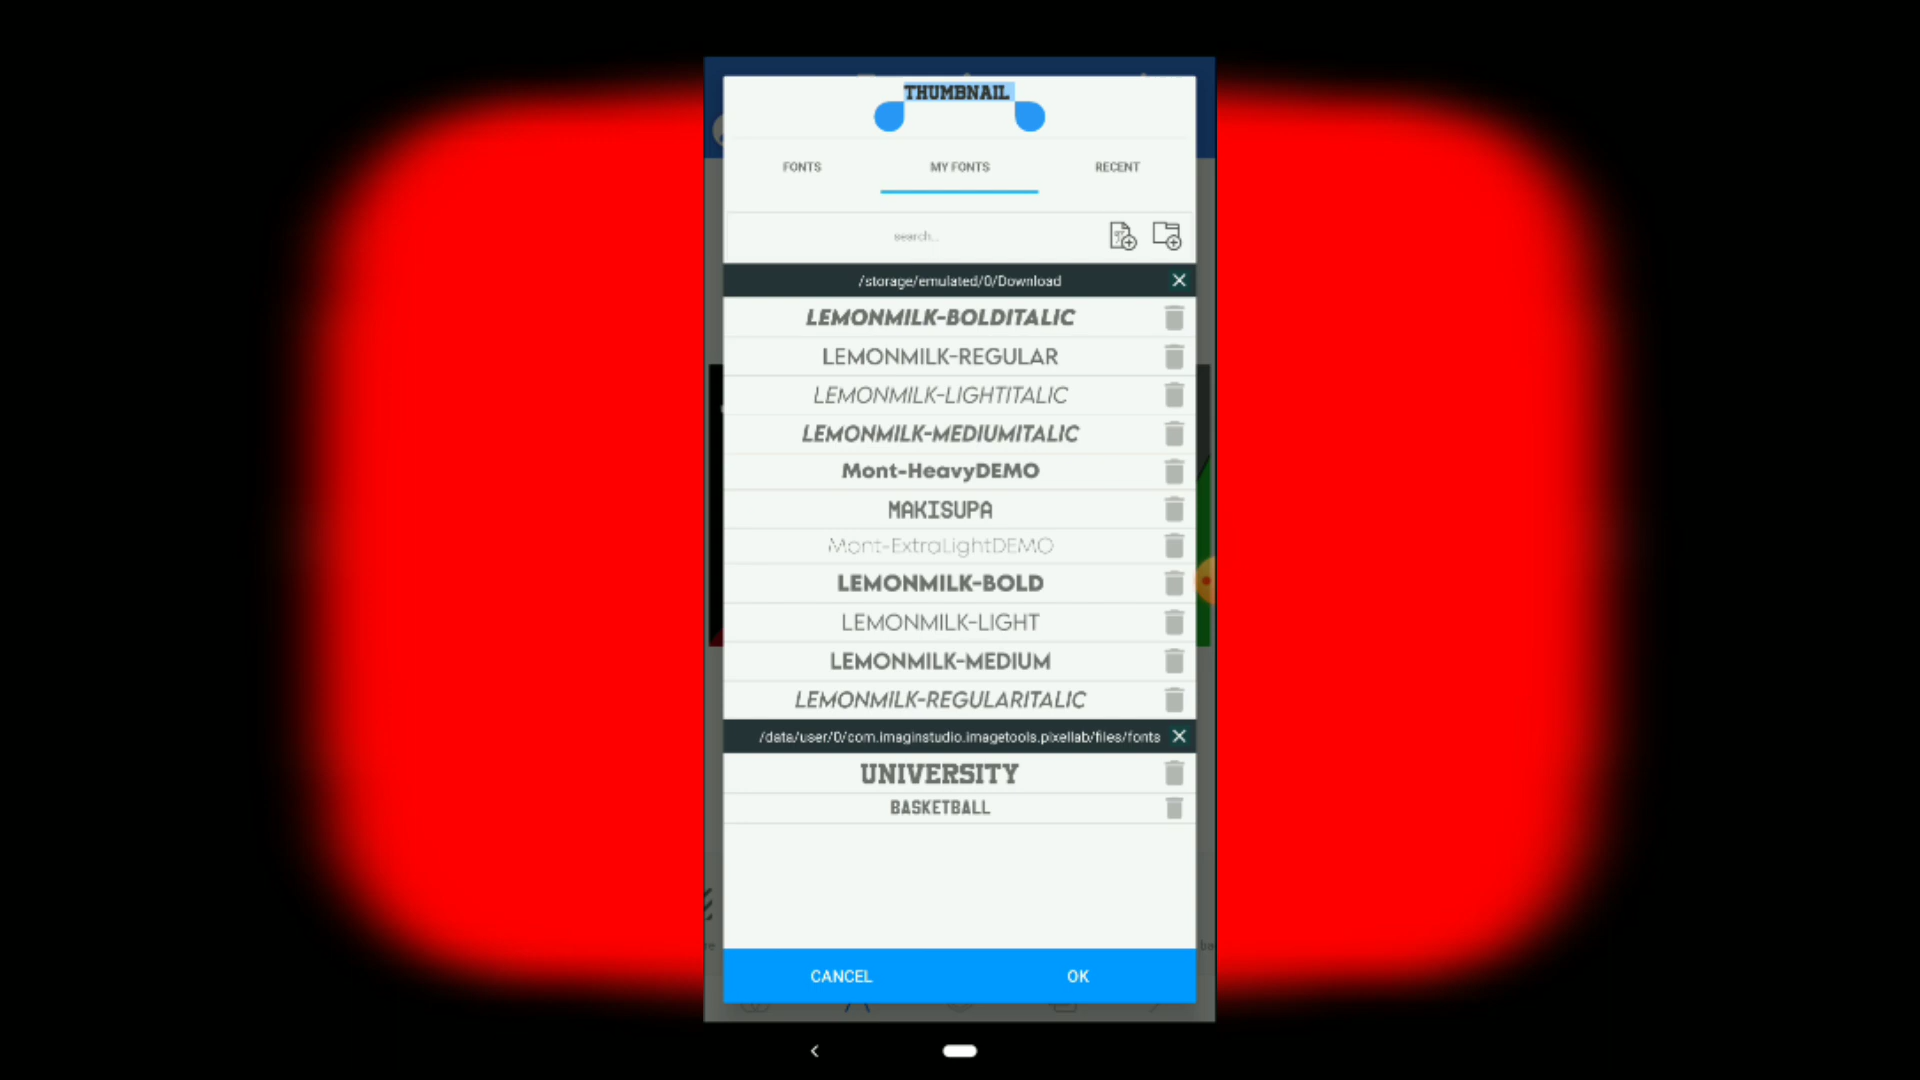 THUMBNAIL
FONTS
MY FONTS
RECENT
search...
/storage/emulated/0/Download
LEMONMILK-BOLDITALIC
LEMONMILK-REGULAR
LEMONMILK-LIGHTITALIC
LEMONMILK-MEDIUMITALIC
Mont-HeavyDEMO
MAKISUPA
Mont-ExtraLightDEMO
LEMONMILK-BOLD
LEMONMILK-LIGHT
LEMONMILK-MEDIUM
LEMONMILK-REGULARITALIC
/data/user/0/com.imaginstudio.imagetools.pixellab/files/fonts
UNIVERSITY
BASKETBALL
CANCEL
OK